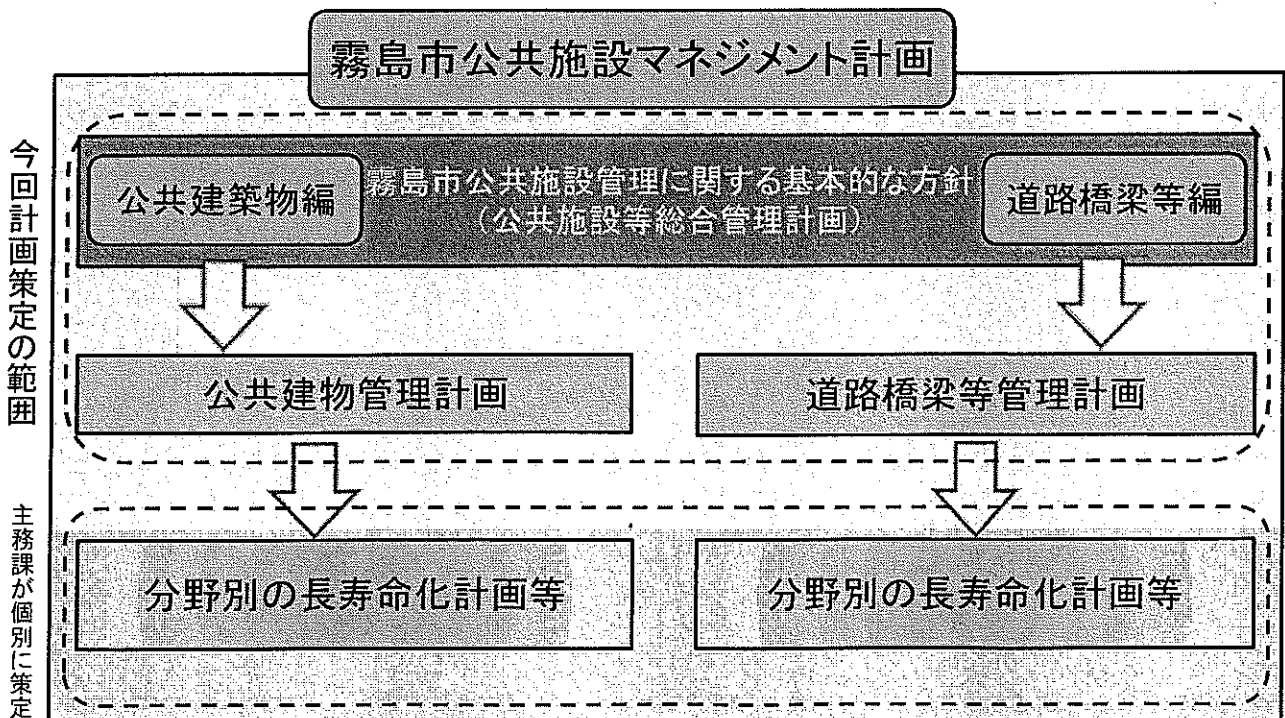 霧島市公共施設マネジメント計画
今回計画策定の範囲
公共建築物編
霧島市公共施設管理に関する基本的な方針
(公共施設等総合管理計画)
道路橋梁等編
公共建物管理計画
道路橋梁等管理計画
主務課が個別に策定
分野別の長寿命化計画等
分野別の長寿命化計画等